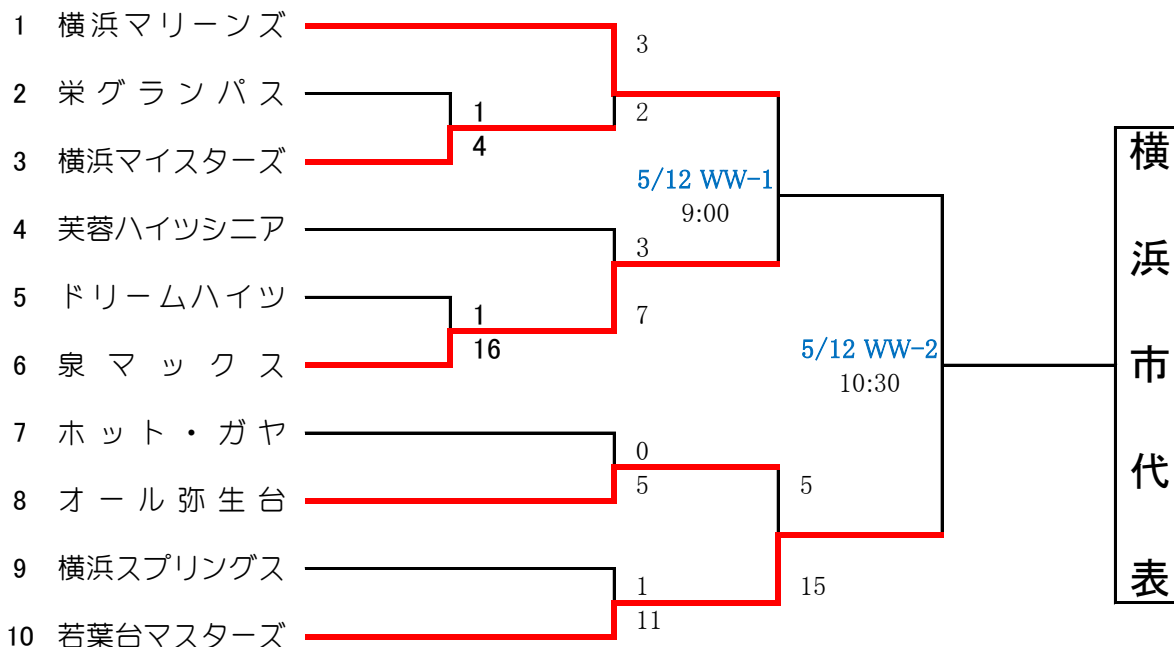 1 横浜マリーンズ
3
2 栄グランパス
1
2
4
3 横浜マイスターズ
5/12 WW-1
9:00
4 芙蓉ハイツシニア
3
5 ドリームハイツ
1
7
16
6 泉マックス
5/12 WW-2
10:30
7 ホット・ガヤ
0
5
5
8 オール弥生台
9 横浜スプリングス
1
15
11
10 若葉台マスターズ
横浜市代表